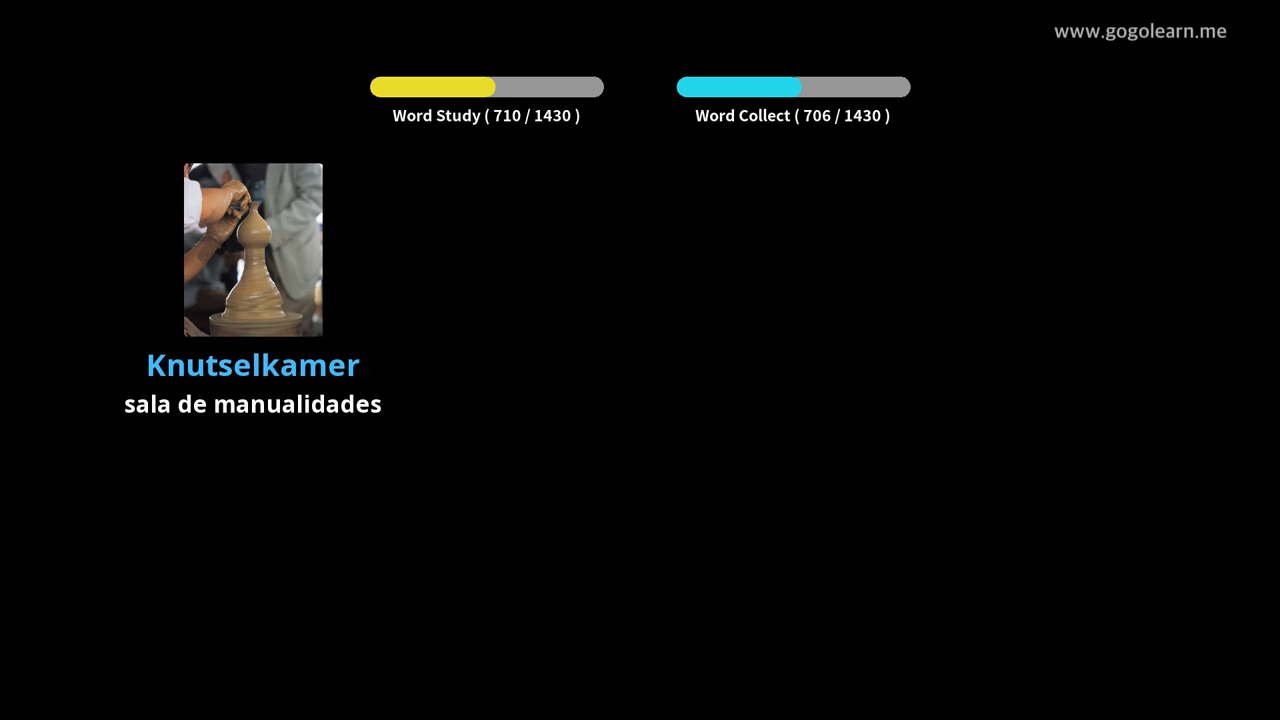 www.gogolearn.me
Word Study ( 710 / 1430 )
Word Collect ( 706 / 1430 )
Knutselkamer
sala de manualidades